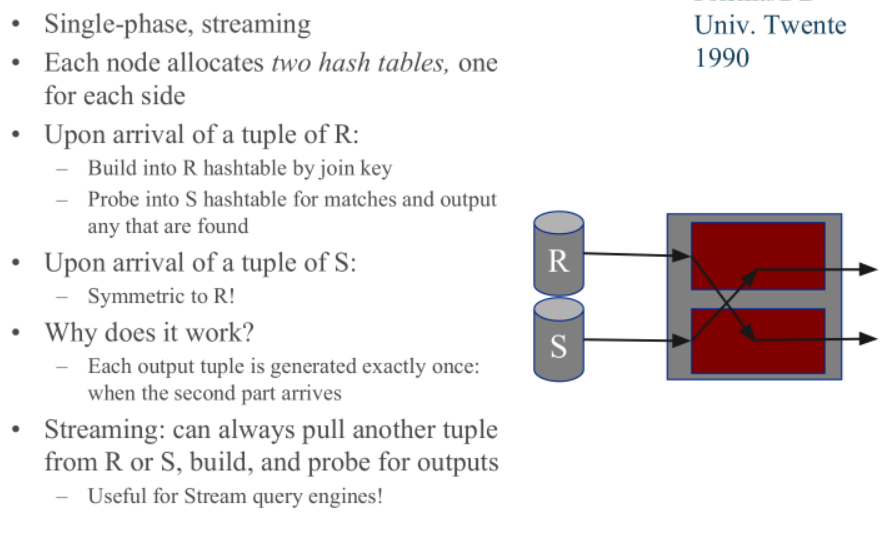 • Single-phase, streaming
• Each node allocates two hash tables, one
for each side
• Upon arrival of a tuple of R:
– Build into R hashtable by join key
– Probe into S hashtable for matches and output
any that are found
• Upon arrival of a tuple of S:
– Symmetric to R!
• Why does it work?
– Each output tuple is generated exactly once:
when the second part arrives
• Streaming: can always pull another tuple
from R or S, build, and probe for outputs
– Useful for Stream query engines!
Univ. Twente
1990
R
S